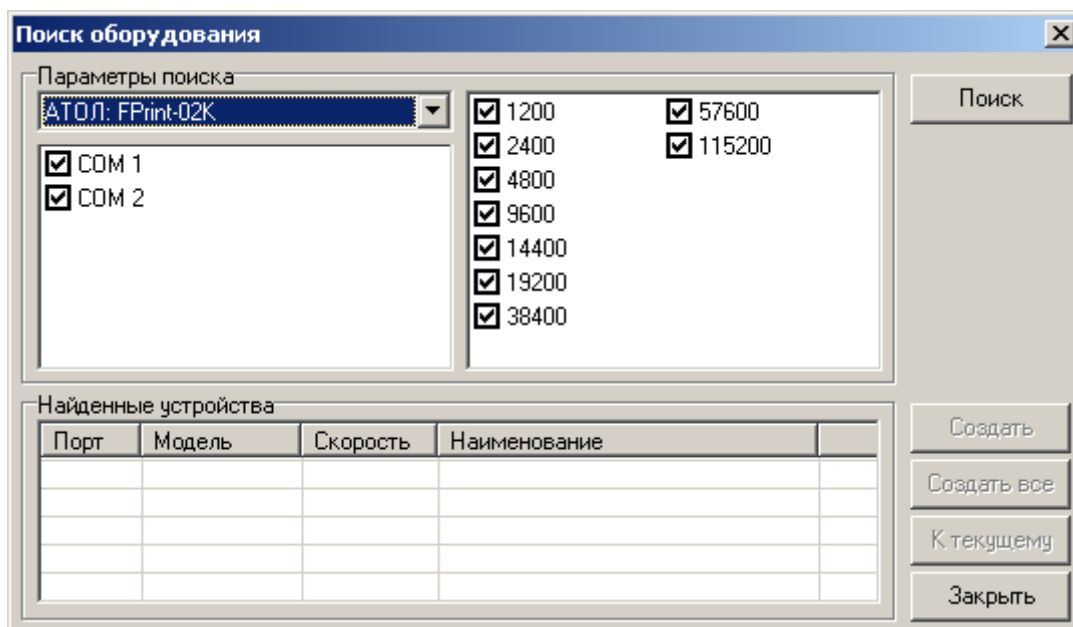 Поиск оборудования
Параметры поиска
АТОЛ: FPrint-02K
COM 1
COM 2
1200
2400
4800
9600
14400
19200
38400
57600
115200
Поиск
Найденные устройства
Порт Модель Скорость Наименование
Создать
Создать все
К текущему
Закрыть